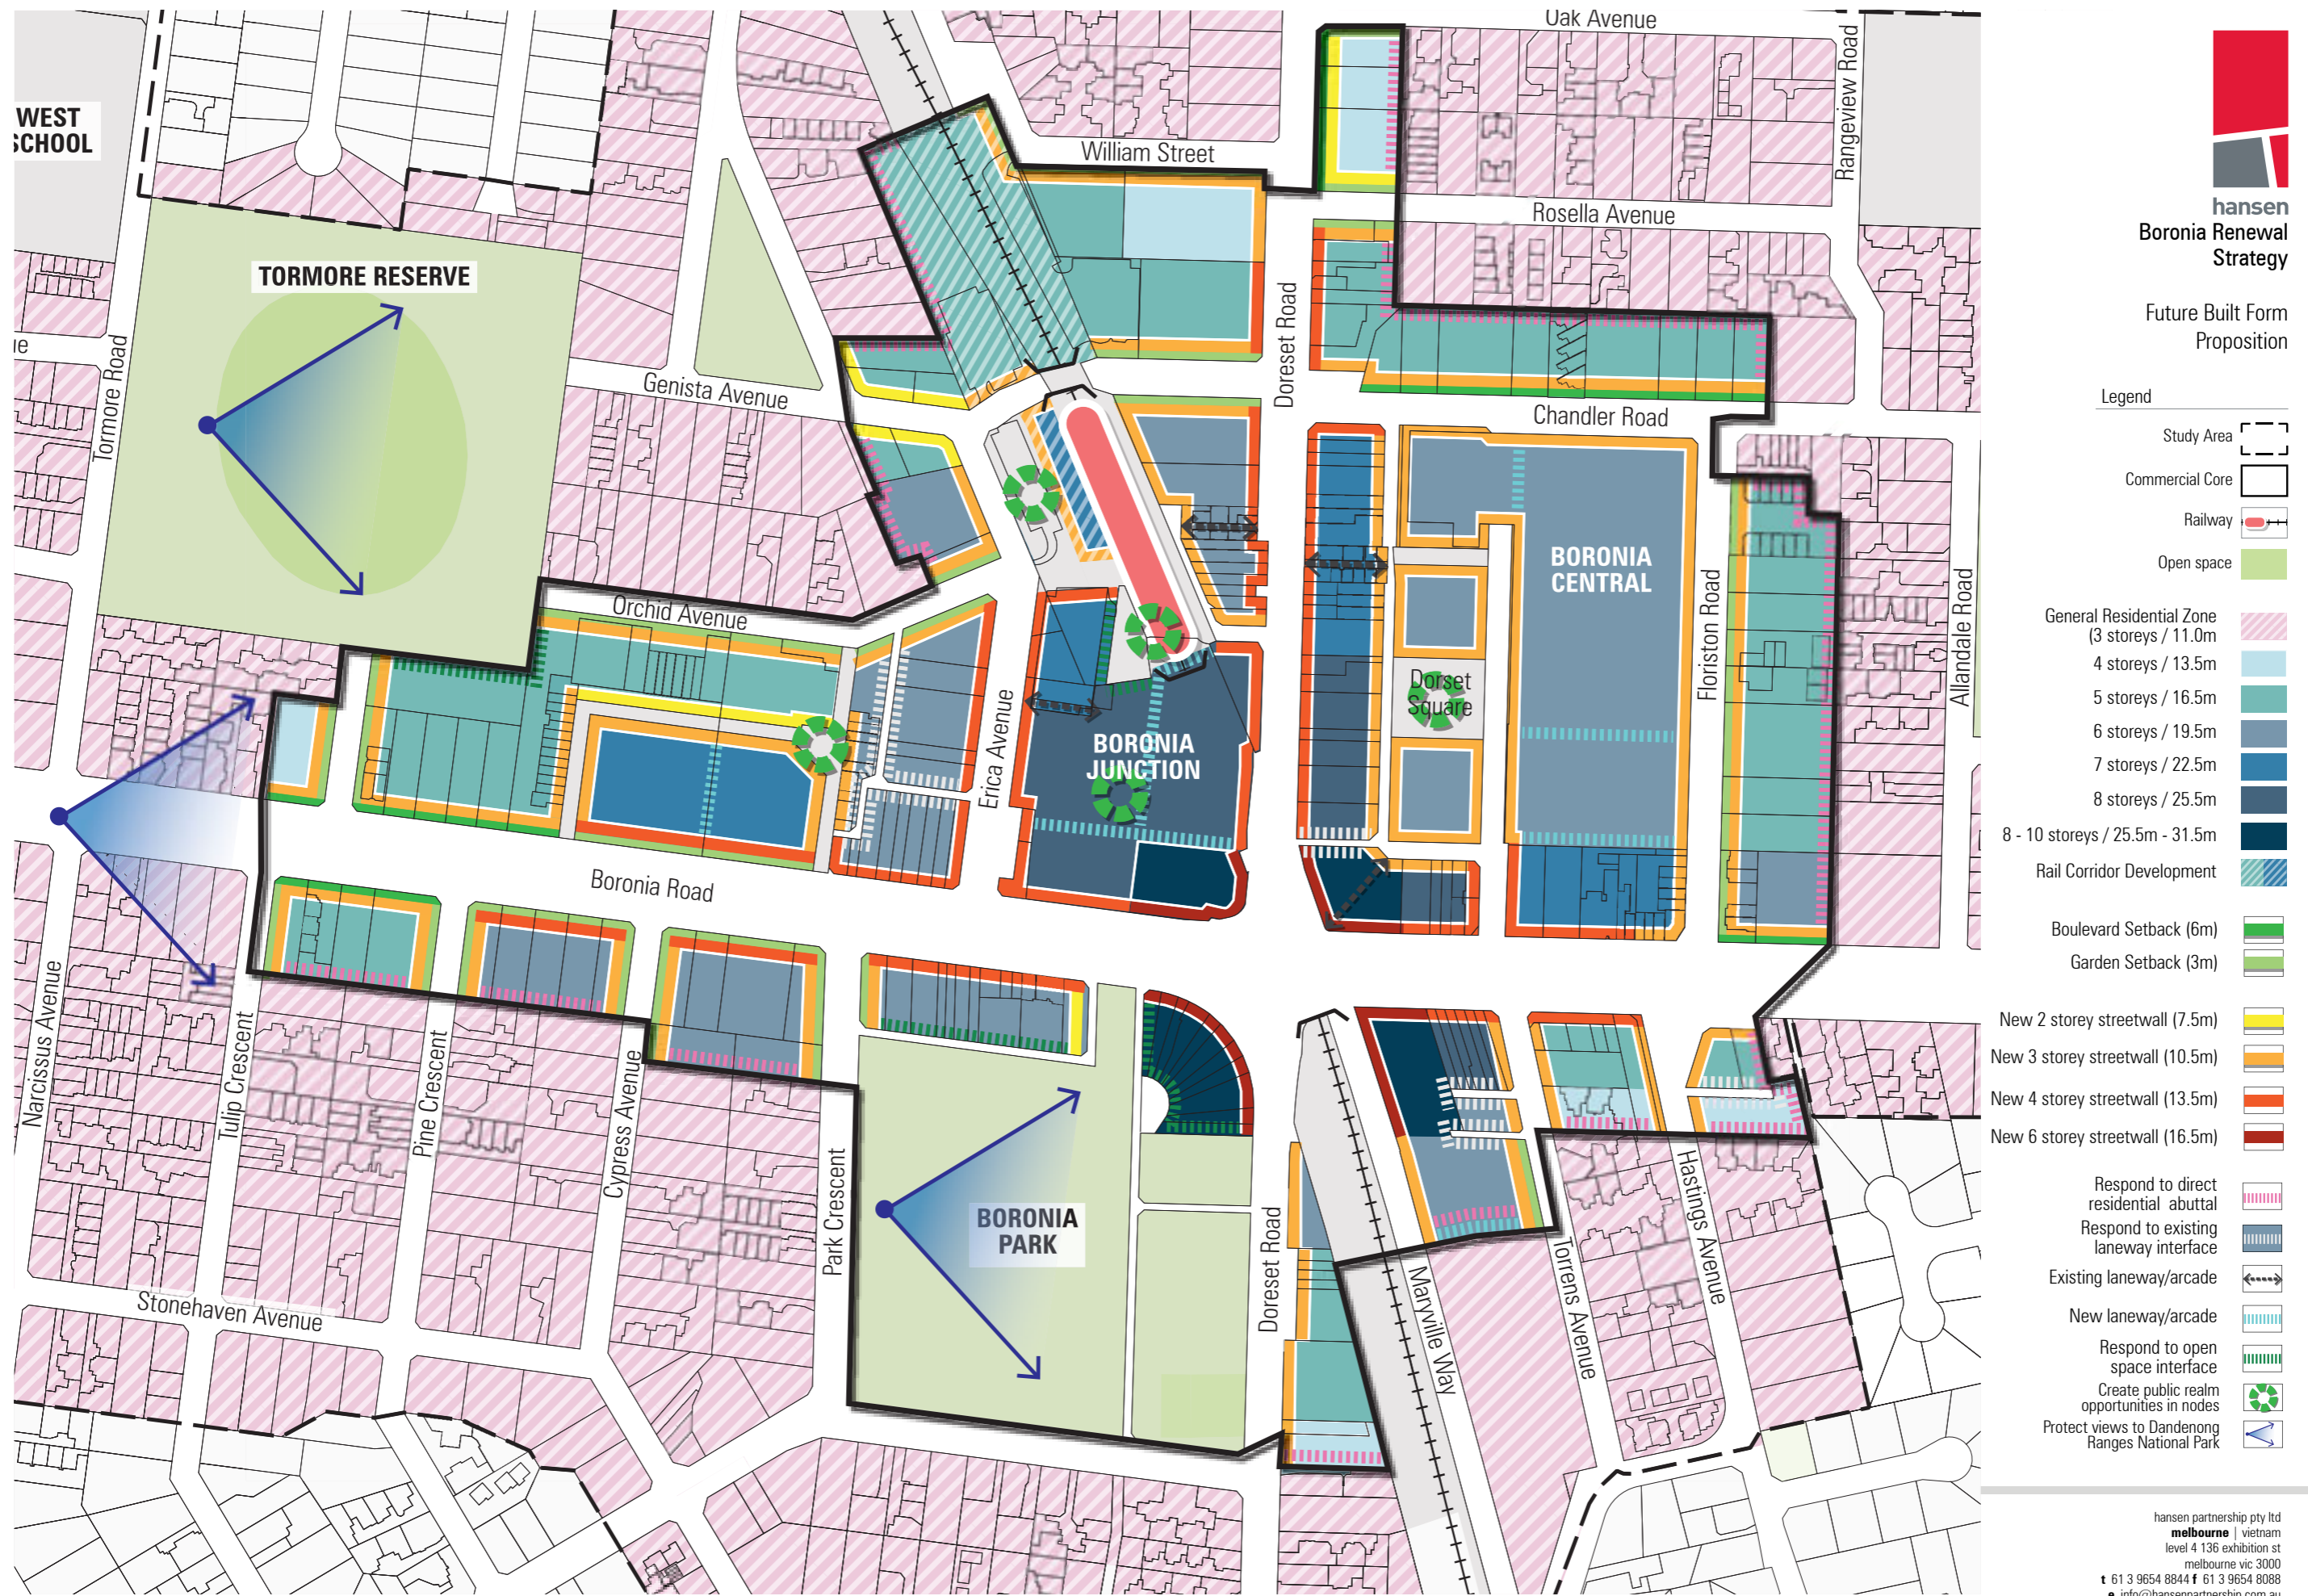 Oak Avenue
WEST
SCHOOL
William Street
Rangeview Road
Rosella Avenue
TORMORE RESERVE
Tormore Road
Doreset Road
Genista Avenue
Chandler Road
BORONIA
CENTRAL
Orchid Avenue
Floriston Road
Allandale Road
Erica Avenue
Dorset
Square
BORONIA
JUNCTION
Boronia Road
Narcissus Avenue
Tulip Crescent
Pine Crescent
Cypress Avenue
Park Crescent
BORONIA
PARK
Doreset Road
Maryville Way
Torrens Avenue
Hastings Avenue
Stonehaven Avenue
hansen
Boronia Renewal
Strategy
Future Built Form
Proposition
Legend
Study Area
Commercial Core
Railway
Open space
General Residential Zone
(3 storeys / 11.0m
4 storeys / 13.5m
5 storeys / 16.5m
6 storeys / 19.5m
7 storeys / 22.5m
8 storeys / 25.5m
8 - 10 storeys / 25.5m - 31.5m
Rail Corridor Development
Boulevard Setback (6m)
Garden Setback (3m)
New 2 storey streetwall (7.5m)
New 3 storey streetwall (10.5m)
New 4 storey streetwall (13.5m)
New 6 storey streetwall (16.5m)
Respond to direct
residential abuttal
Respond to existing
laneway interface
Existing laneway/arcade
New laneway/arcade
Respond to open
space interface
Create public realm
opportunities in nodes
Protect views to Dandenong
Ranges National Park
hansen partnership pty ltd
melbourne | vietnam
level 4 136 exhibition st
melbourne vic 3000
t 61 3 9654 8844 f 61 3 9654 8088
e info@hansenpartnership.com.au